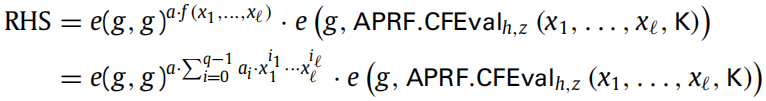 RHS = e(g, g)^{a·f(x_1,...,x_ℓ)} · e (g, APRF.CFEval_{h,z} (x_1, . . . , x_ℓ, K))
= e(g, g)^{a·∑_{i=0}^{q−1} a_i·x_1^{i_1}···x_ℓ^{i_ℓ}} · e (g, APRF.CFEval_{h,z} (x_1, . . . , x_ℓ, K))